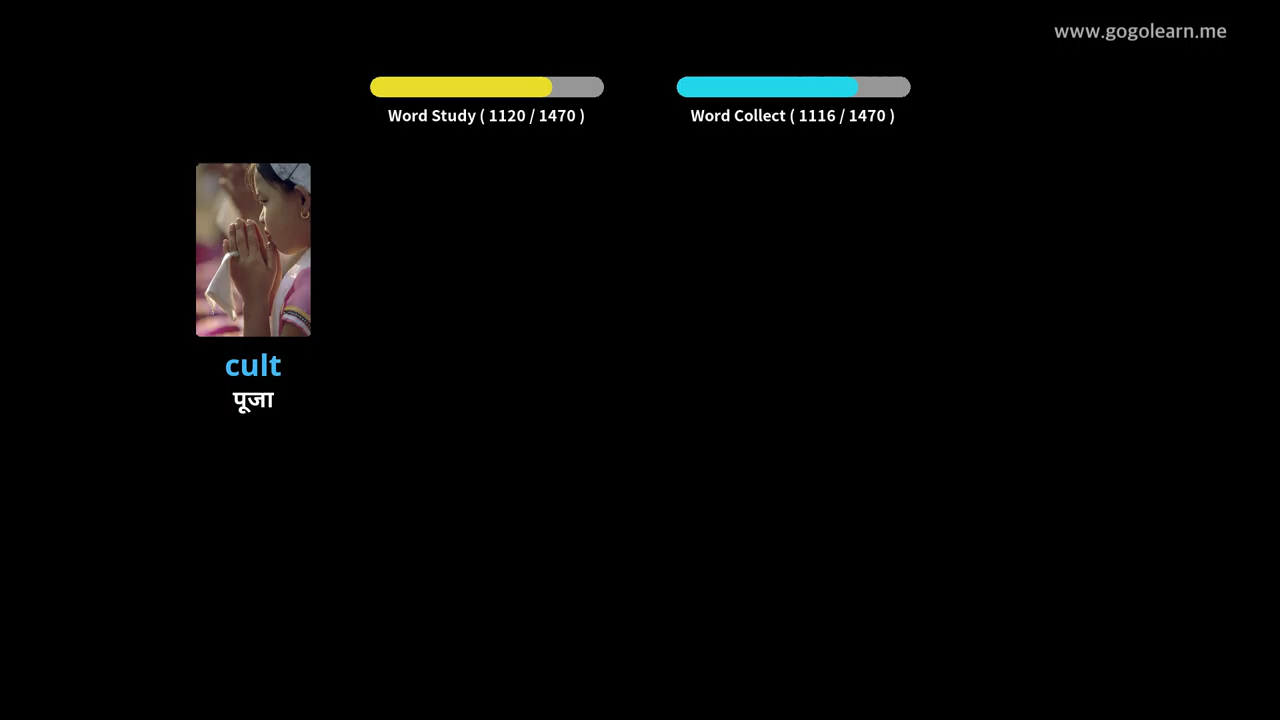 www.gogolearn.me
Word Study ( 1120 / 1470 )
Word Collect ( 1116 / 1470 )
cult
पूजा